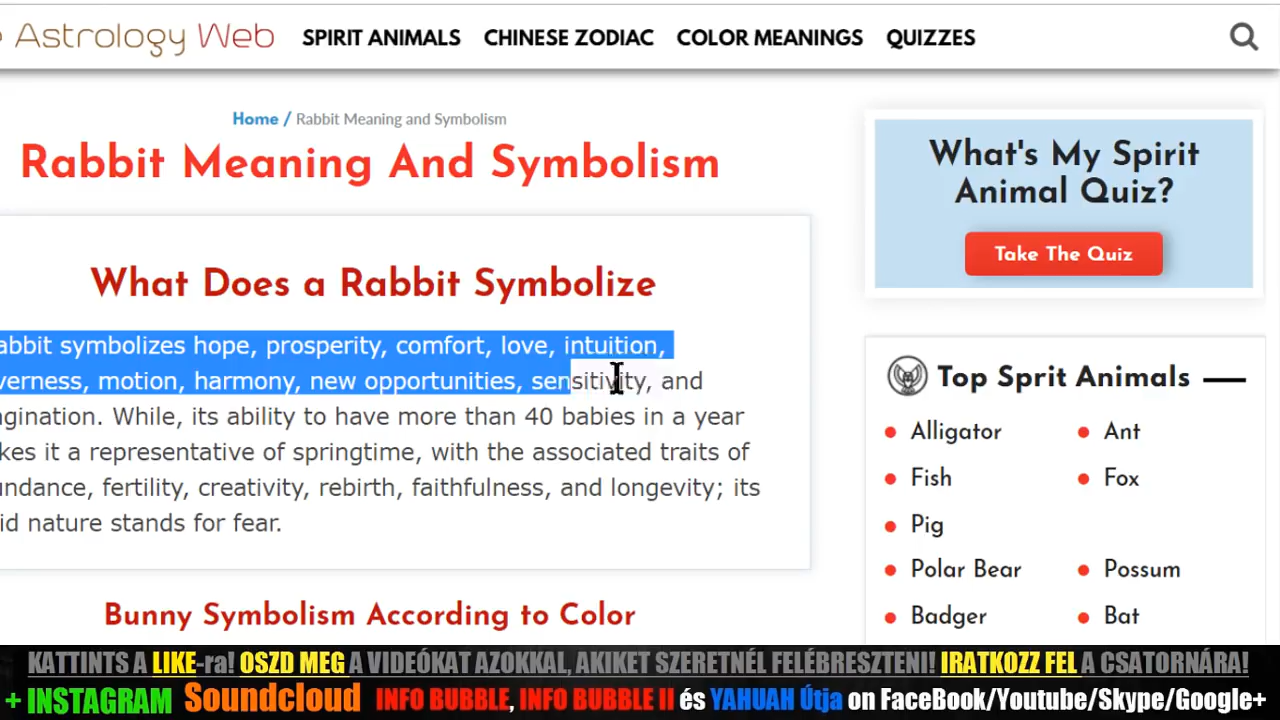 Astrology Web SPIRIT ANIMALS CHINESE ZODIAC COLOR MEANINGS QUIZZES
Home / Rabbit Meaning and Symbolism
Rabbit Meaning And Symbolism
What Does a Rabbit Symbolize
abbit symbolizes hope, prosperity, comfort, love, intuition,
verness, motion, harmony, new opportunities, sensitivity, and
agination. While, its ability to have more than 40 babies in a year
kes it a representative of springtime, with the associated traits of
undance, fertility, creativity, rebirth, faithfulness, and longevity; its
id nature stands for fear.
Bunny Symbolism According to Color
What's My Spirit
Animal Quiz?
Take The Quiz
Top Sprit Animals
Alligator
Ant
Fish
Fox
Pig
Polar Bear
Possum
Badger
Bat
KATTINTS A LIKE-ra! OSZD MEG A VIDEÓKAT AZOKKAL, AKIKET SZERETNÉL FELÉBRESZTENI! IRATKOZZ FEL A CSATORNÁRA!
+ INSTAGRAM Soundcloud INFO BUBBLE, INFO BUBBLE II és YAHUAH Útja on FaceBook/Youtube/Skype/Google+